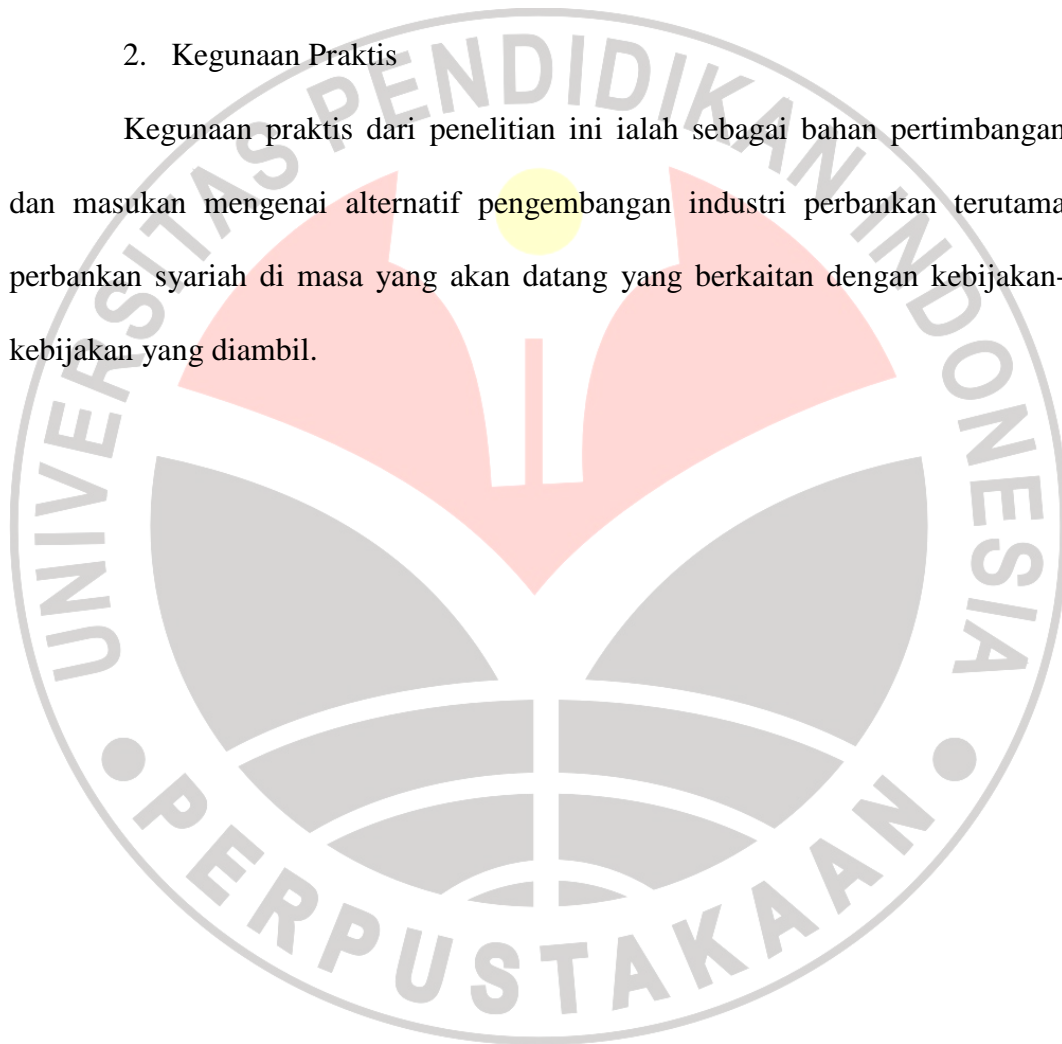 2. Kegunaan Praktis
Kegunaan praktis dari penelitian ini ialah sebagai bahan pertimbangan
dan masukan mengenai alternatif pengembangan industri perbankan terutama
perbankan syariah di masa yang akan datang yang berkaitan dengan kebijakan-
kebijakan yang diambil.
UNIVERSITAS PENDIDIKAN INDONESIA
PERPUSTAKAAN